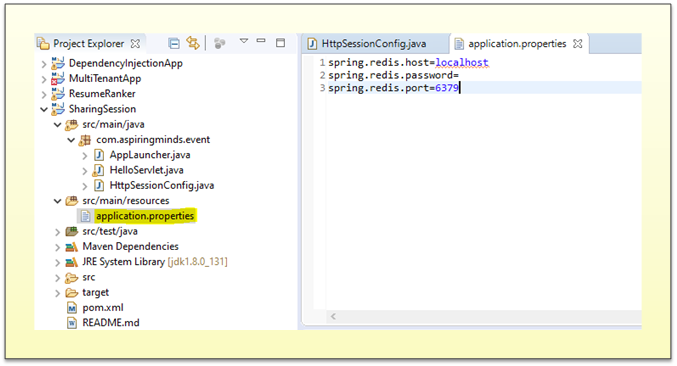 Project Explorer
DependencyInjectionApp
MultiTenantApp
ResumeRanker
SharingSession
src/main/java
com.aspiringminds.event
AppLauncher.java
HelloServlet.java
HttpSessionConfig.java
src/main/resources
application.properties
src/test/java
Maven Dependencies
JRE System Library [jdk1.8.0_131]
src
target
pom.xml
README.md
HttpSessionConfig.java
application.properties
1 spring.redis.host=localhost
2 spring.redis.password=
3 spring.redis.port=6379